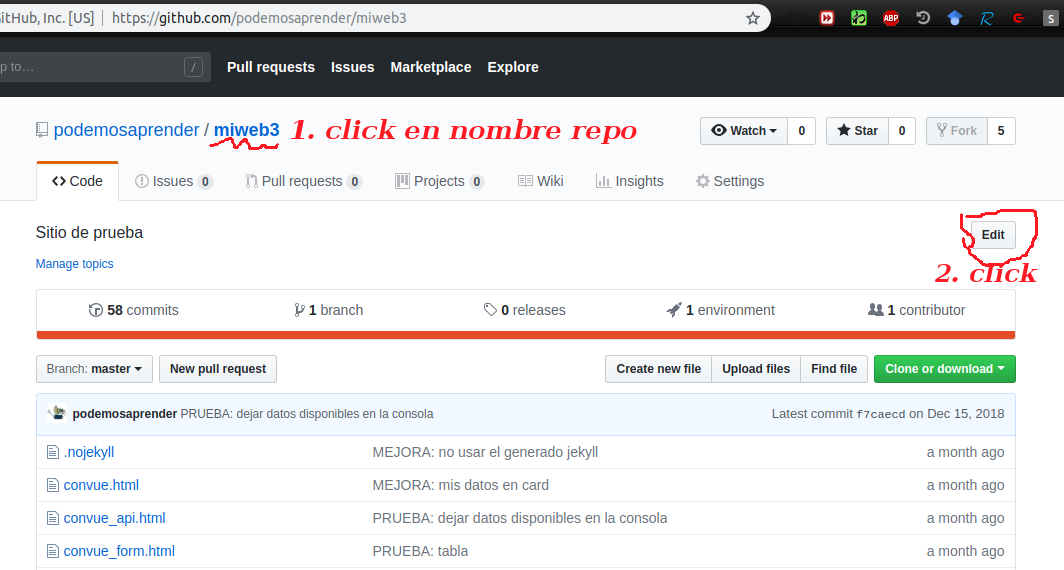 GitHub, Inc. [US] https://github.com/podemosaprender/miweb3 ABP S
p to… / Pull requests Issues Marketplace Explore
podemosaprender / miweb3 1. click en nombre repo Watch 0 Star 0 Fork 5
Code Issues 0 Pull requests 0 Projects 0 Wiki Insights Settings
Sitio de prueba Edit
Manage topics 2. click
58 commits 1 branch 0 releases 1 environment 1 contributor
Branch: master New pull request Create new file Upload files Find file Clone or download
podemosaprender PRUEBA: dejar datos disponibles en la consola Latest commit f7caecd on Dec 15, 2018
.nojekyll MEJORA: no usar el generado jekyll a month ago
convue.html MEJORA: mis datos en card a month ago
convue_api.html PRUEBA: dejar datos disponibles en la consola a month ago
convue_form.html PRUEBA: tabla a month ago